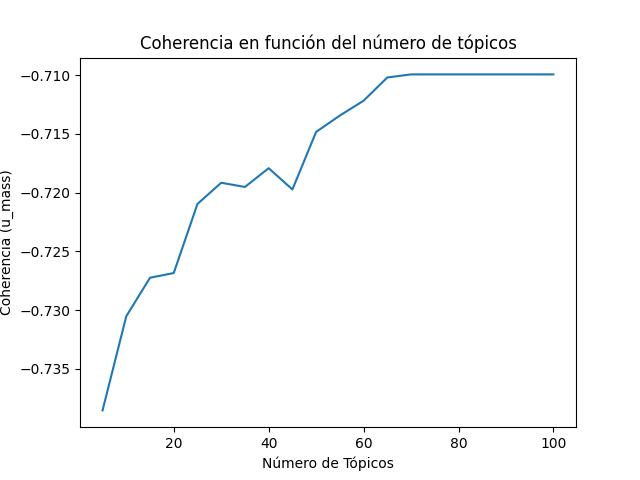 Coherencia en función del número de tópicos
−0.710
−0.715
−0.720
−0.725
−0.730
−0.735
Coherencia (u_mass)
20 40 60 80 100
Número de Tópicos